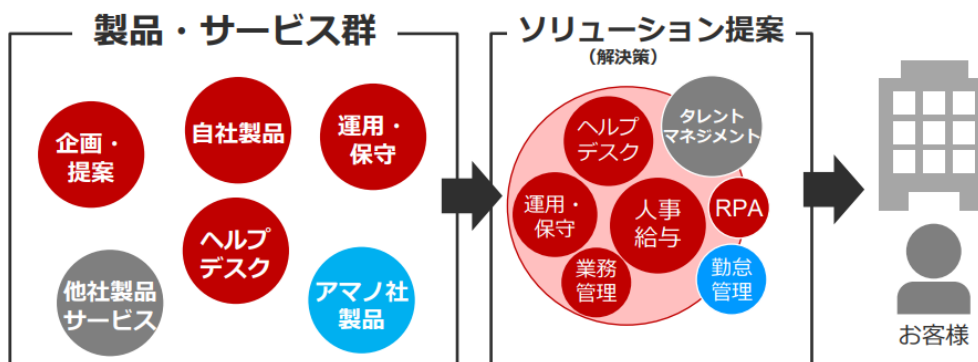 製品・サービス群
企画・
提案
自社製品
運用・
保守
他社製品
サービス
ヘルプ
デスク
アマノ社
製品
ソリューション提案
(解決策)
ヘルプ
デスク
タレント
マネジメント
運用・
保守
人事
給与
RPA
業務
管理
勤怠
管理
お客様